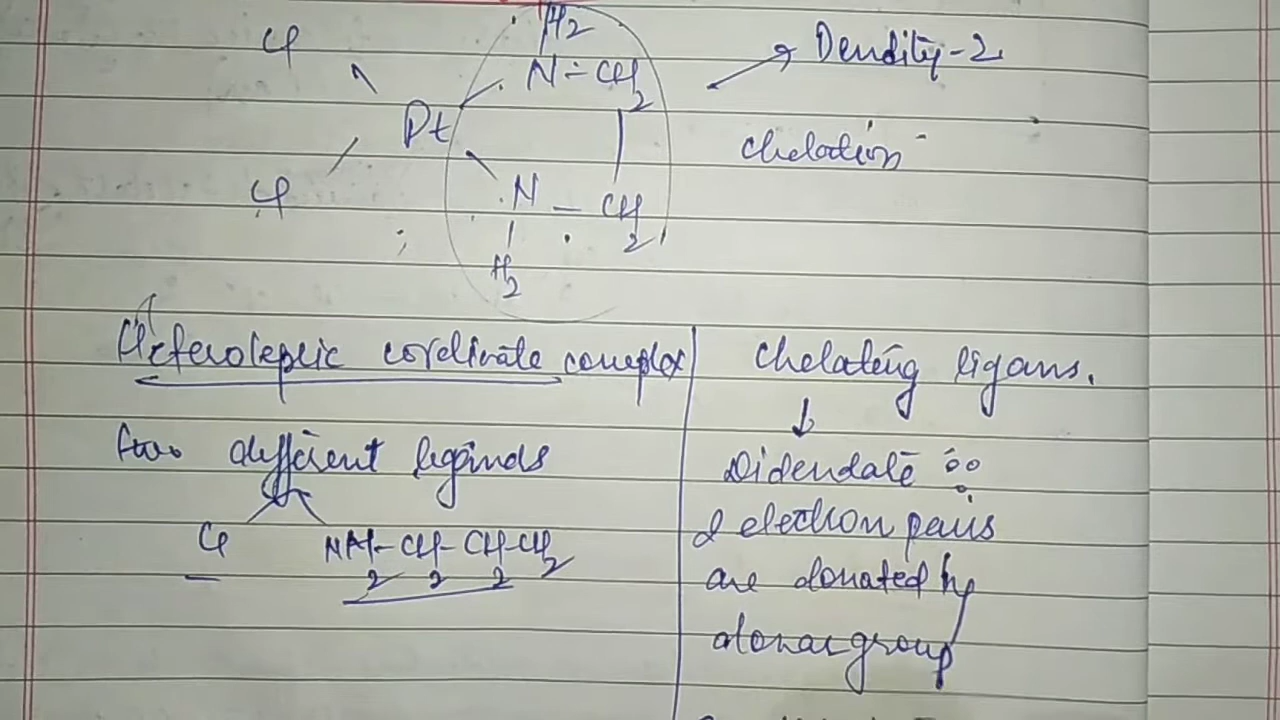 Cl
H2
N - CH2
Dendity-2
Pt
chelation
Cl
N - CH2
H2
Heteroleptic cordinate complex
two different liginds
Cl NH2-CH2-CH2-CH2
chelating ligans.
Didendate
2 electron pairs
are donated by
donar group